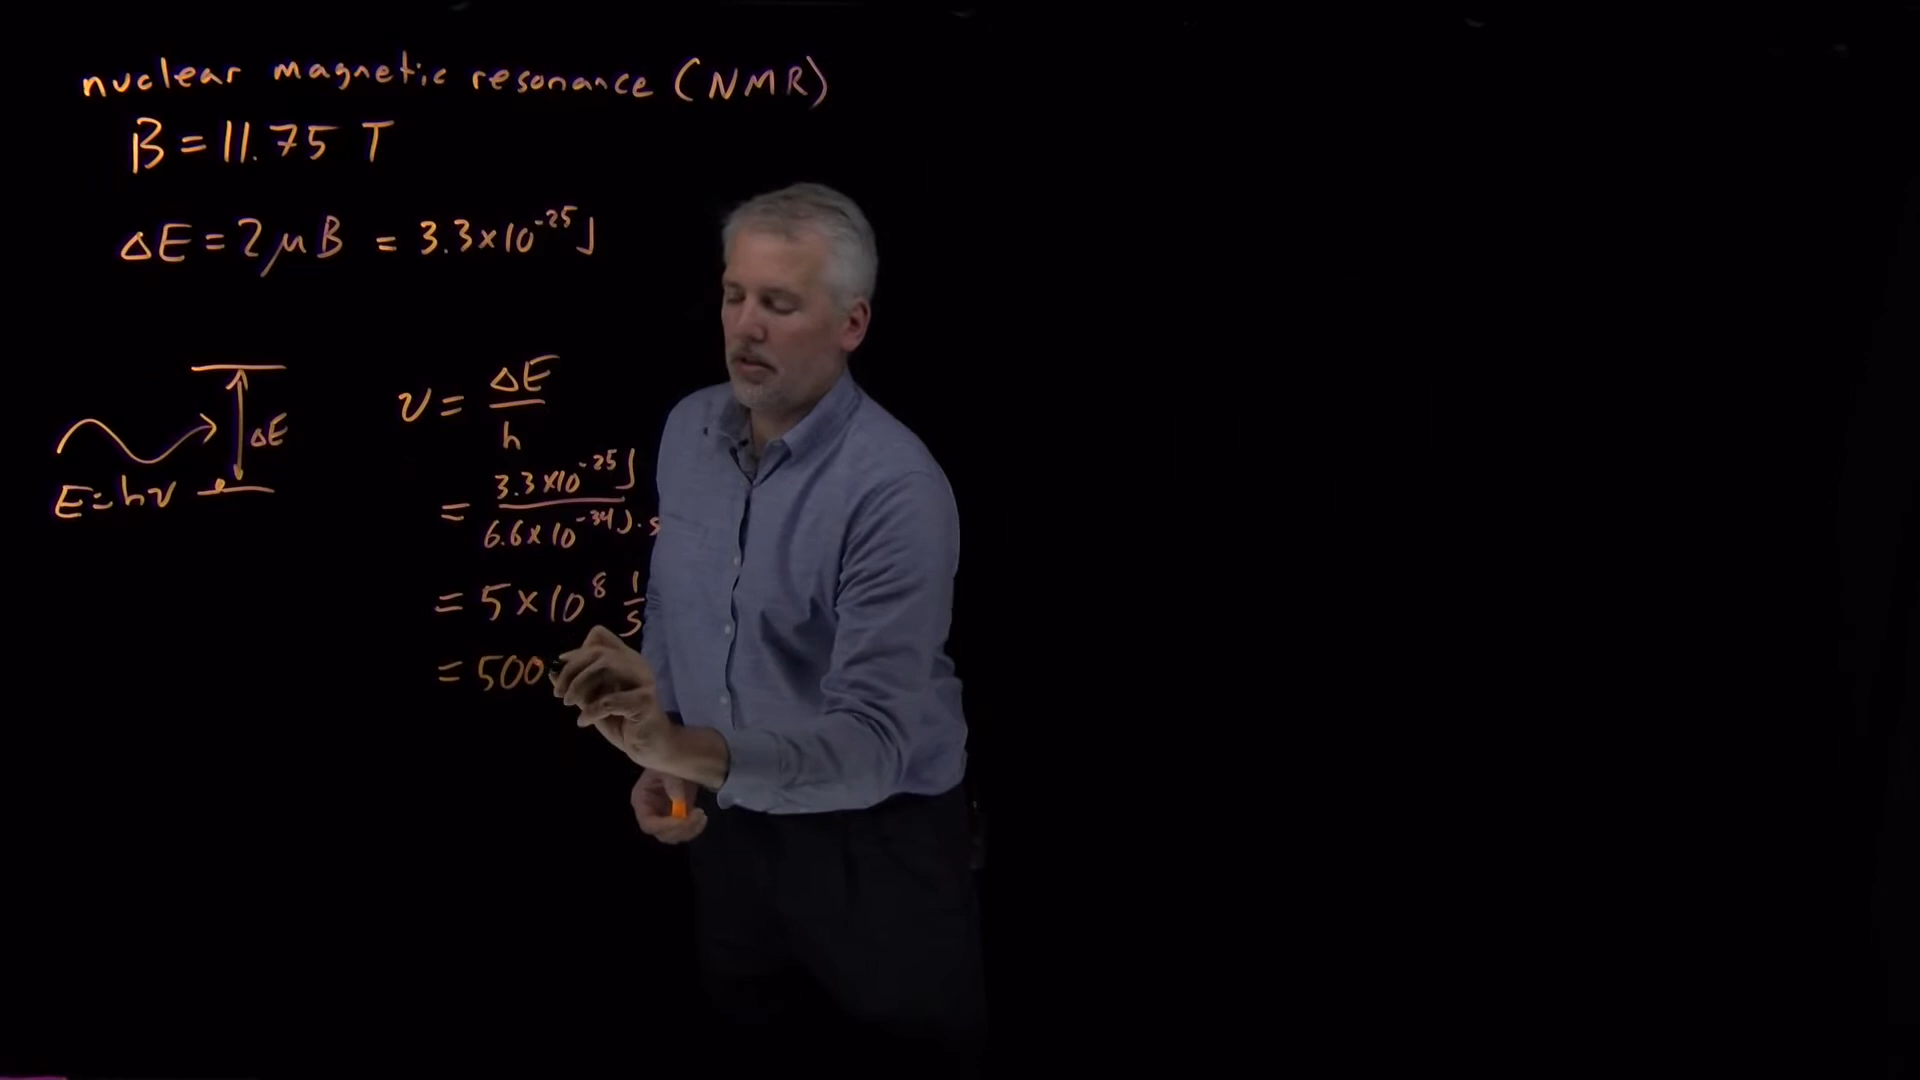 nuclear magnetic resonance (NMR)
B = 11.75 T
ΔE = 2μB = 3.3×10⁻²⁵ J
ΔE
E = hν
ν = ΔE / h
= 3.3×10⁻²⁵ J / 6.6×10⁻³⁴ J·s
= 5×10⁸ 1/s
= 500